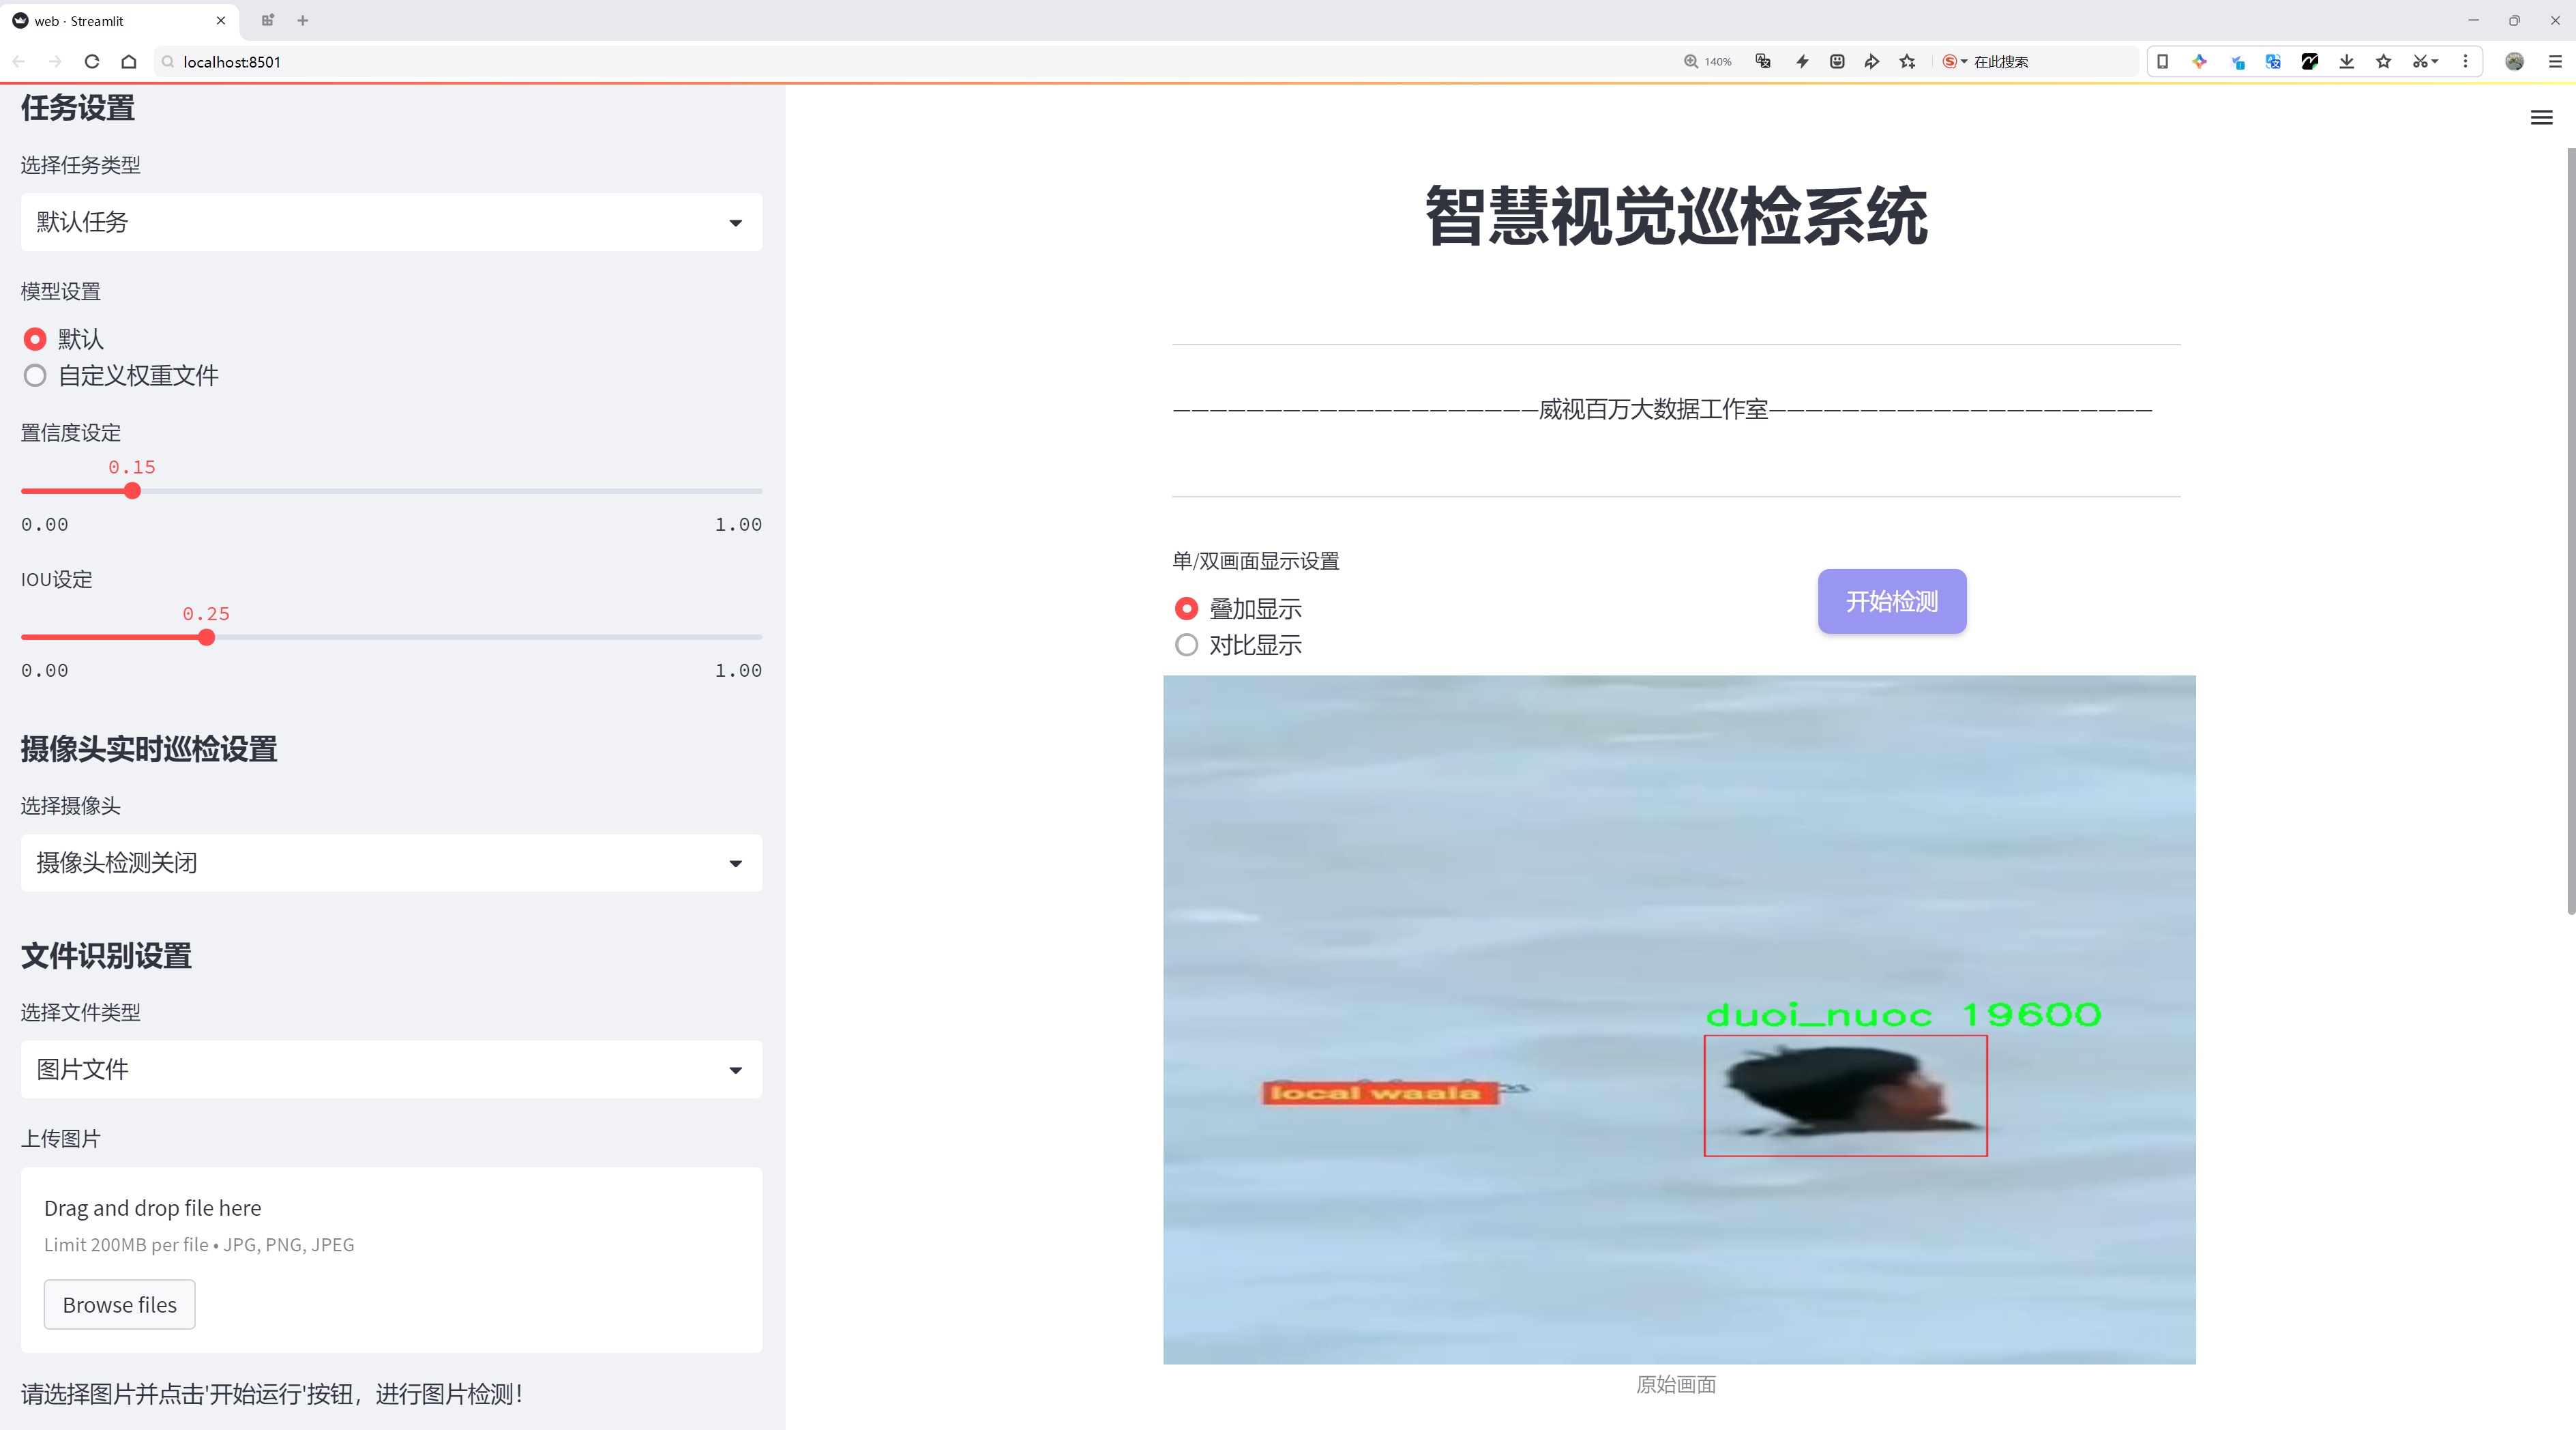 web · Streamlit
localhost:8501
140%
在此搜索
任务设置
选择任务类型
默认任务
模型设置
默认
自定义权重文件
置信度设定
0.15
0.00 1.00
IOU设定
0.25
0.00 1.00
摄像头实时巡检设置
选择摄像头
摄像头检测关闭
文件识别设置
选择文件类型
图片文件
上传图片
Drag and drop file here
Limit 200MB per file • JPG, PNG, JPEG
Browse files
请选择图片并点击'开始运行'按钮，进行图片检测！
智慧视觉巡检系统
————————————————————威视百万大数据工作室—————————————————————
单/双画面显示设置
叠加显示
对比显示
开始检测
duoi_nuoc 19600
local waala
原始画面